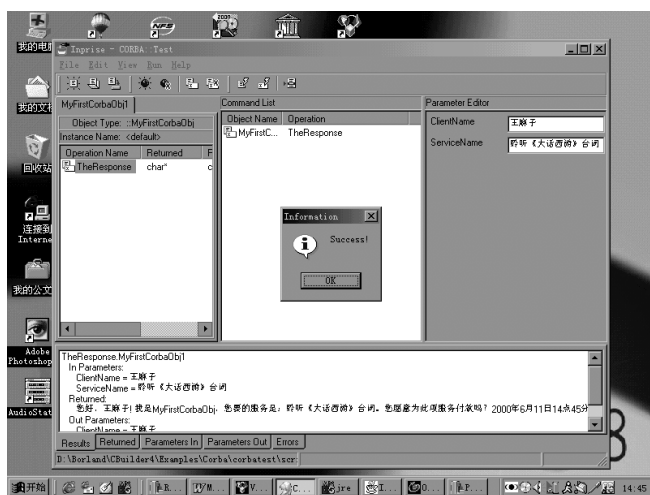 我的电脑
Inprise - CORBA Test
File Edit View Run Help
我的文档
MyFirstCorbaObj1
Command List
Parameter Editor
Object Type: ::MyFirstCorbaObj
Object Name Operation
ClientName 王麻子
Instance Name: <default>
MyFirstC... TheResponse
ServiceName 聆听《大话西游》台词
Operation Name Returned P
回收站
TheResponse char* c
Information
连接到
Interne
Success!
OK
我的公文
Adobe
Photoshop
TheResponse.MyFirstCorbaObj1
In Parameters:
ClientName = 王麻子
ServiceName = 聆听《大话西游》台词
Returned:
您好，王麻子!我是MyFirstCorbaObj，您要的服务是：聆听《大话西游》台词。您愿意为此项服务付款吗？2000年6月11日14点45分
Out Parameters:
ClientName = 王麻子
AudioStat
Results Returned Parameters In Parameters Out Errors
D:\Borland\CBuilder4\Examples\Corba\corbatest\scr
开始
jre
14:45